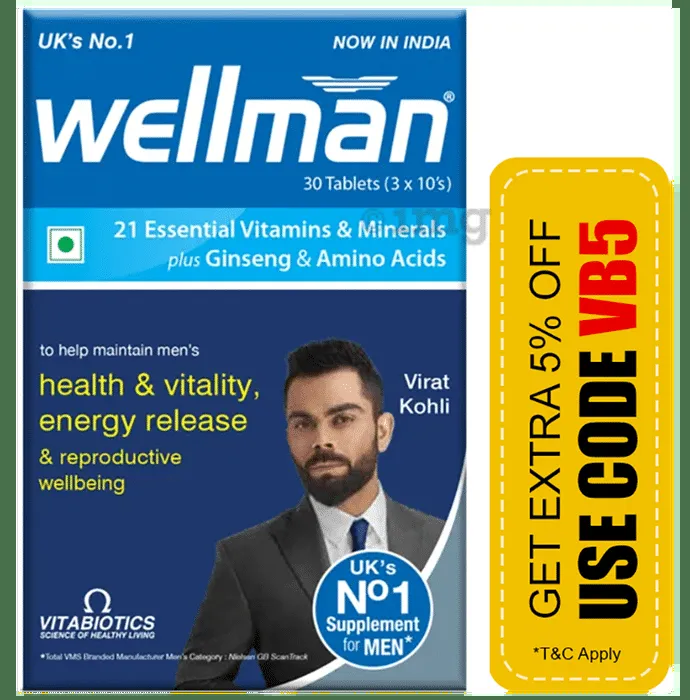 UK's No.1
NOW IN INDIA
wellman®
30 Tablets (3 x 10's)
21 Essential Vitamins & Minerals
plus Ginseng & Amino Acids
to help maintain men's
health & vitality,
energy release
& reproductive
wellbeing
Virat
Kohli
UK's
Nº1
Supplement
for MEN*
VITABIOTICS
SCIENCE OF HEALTHY LIVING
*Total VMS Branded Manufacturer Men's Category : Nielsen GB ScanTrack
GET EXTRA 5% OFF
USE CODE VB5
*T&C Apply